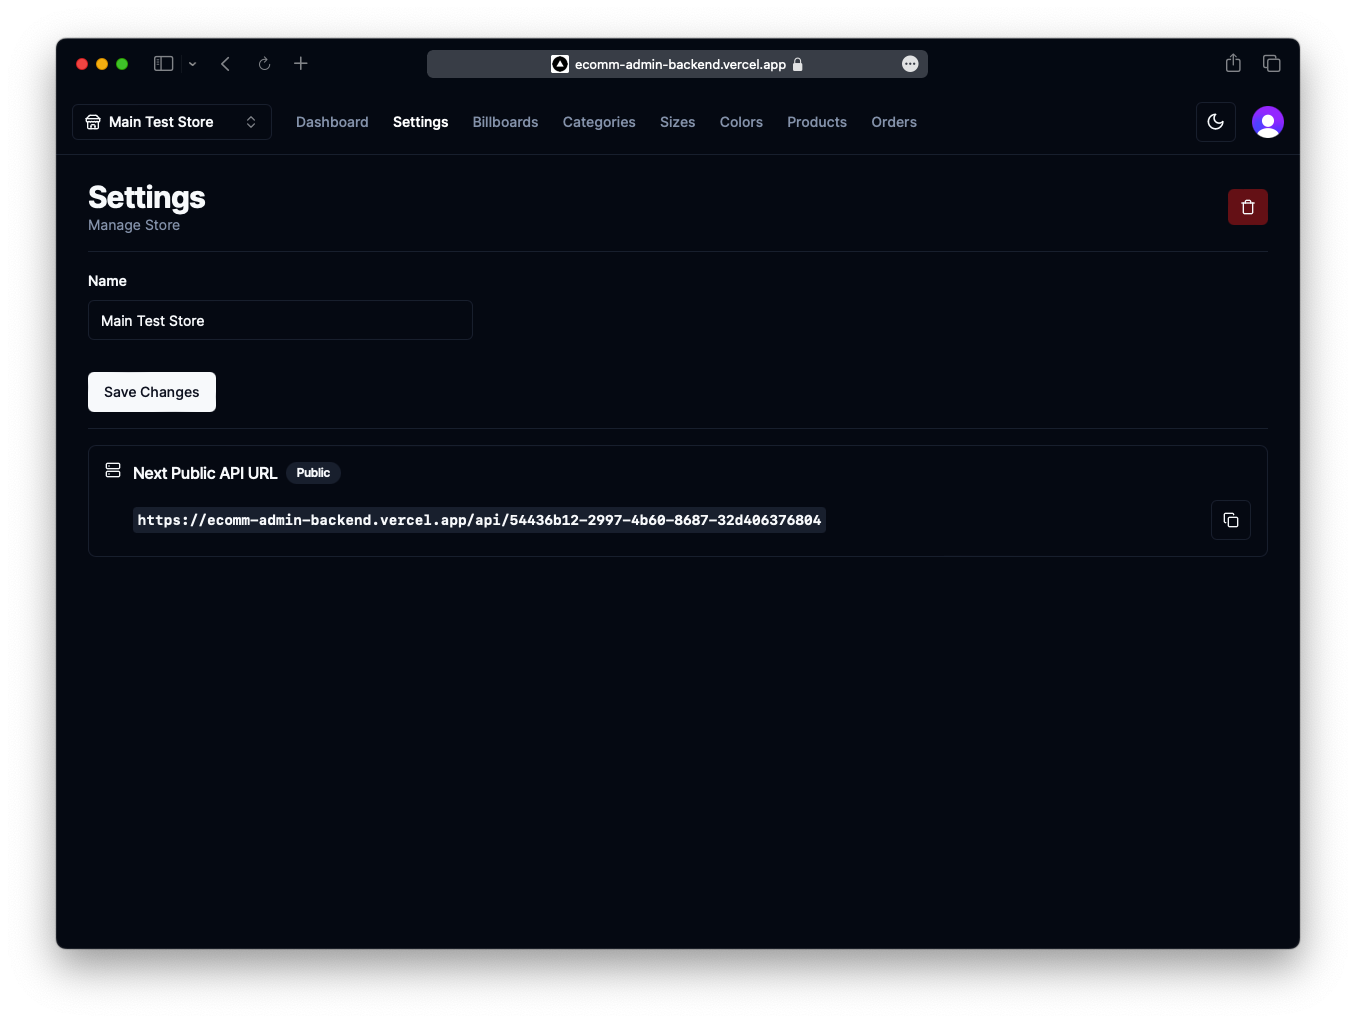 ecomm-admin-backend.vercel.app
Main Test Store Dashboard Settings Billboards Categories Sizes Colors Products Orders
Settings
Manage Store
Name
Main Test Store
Save Changes
Next Public API URL Public
https://ecomm-admin-backend.vercel.app/api/54436b12-2997-4b60-8687-32d406376804